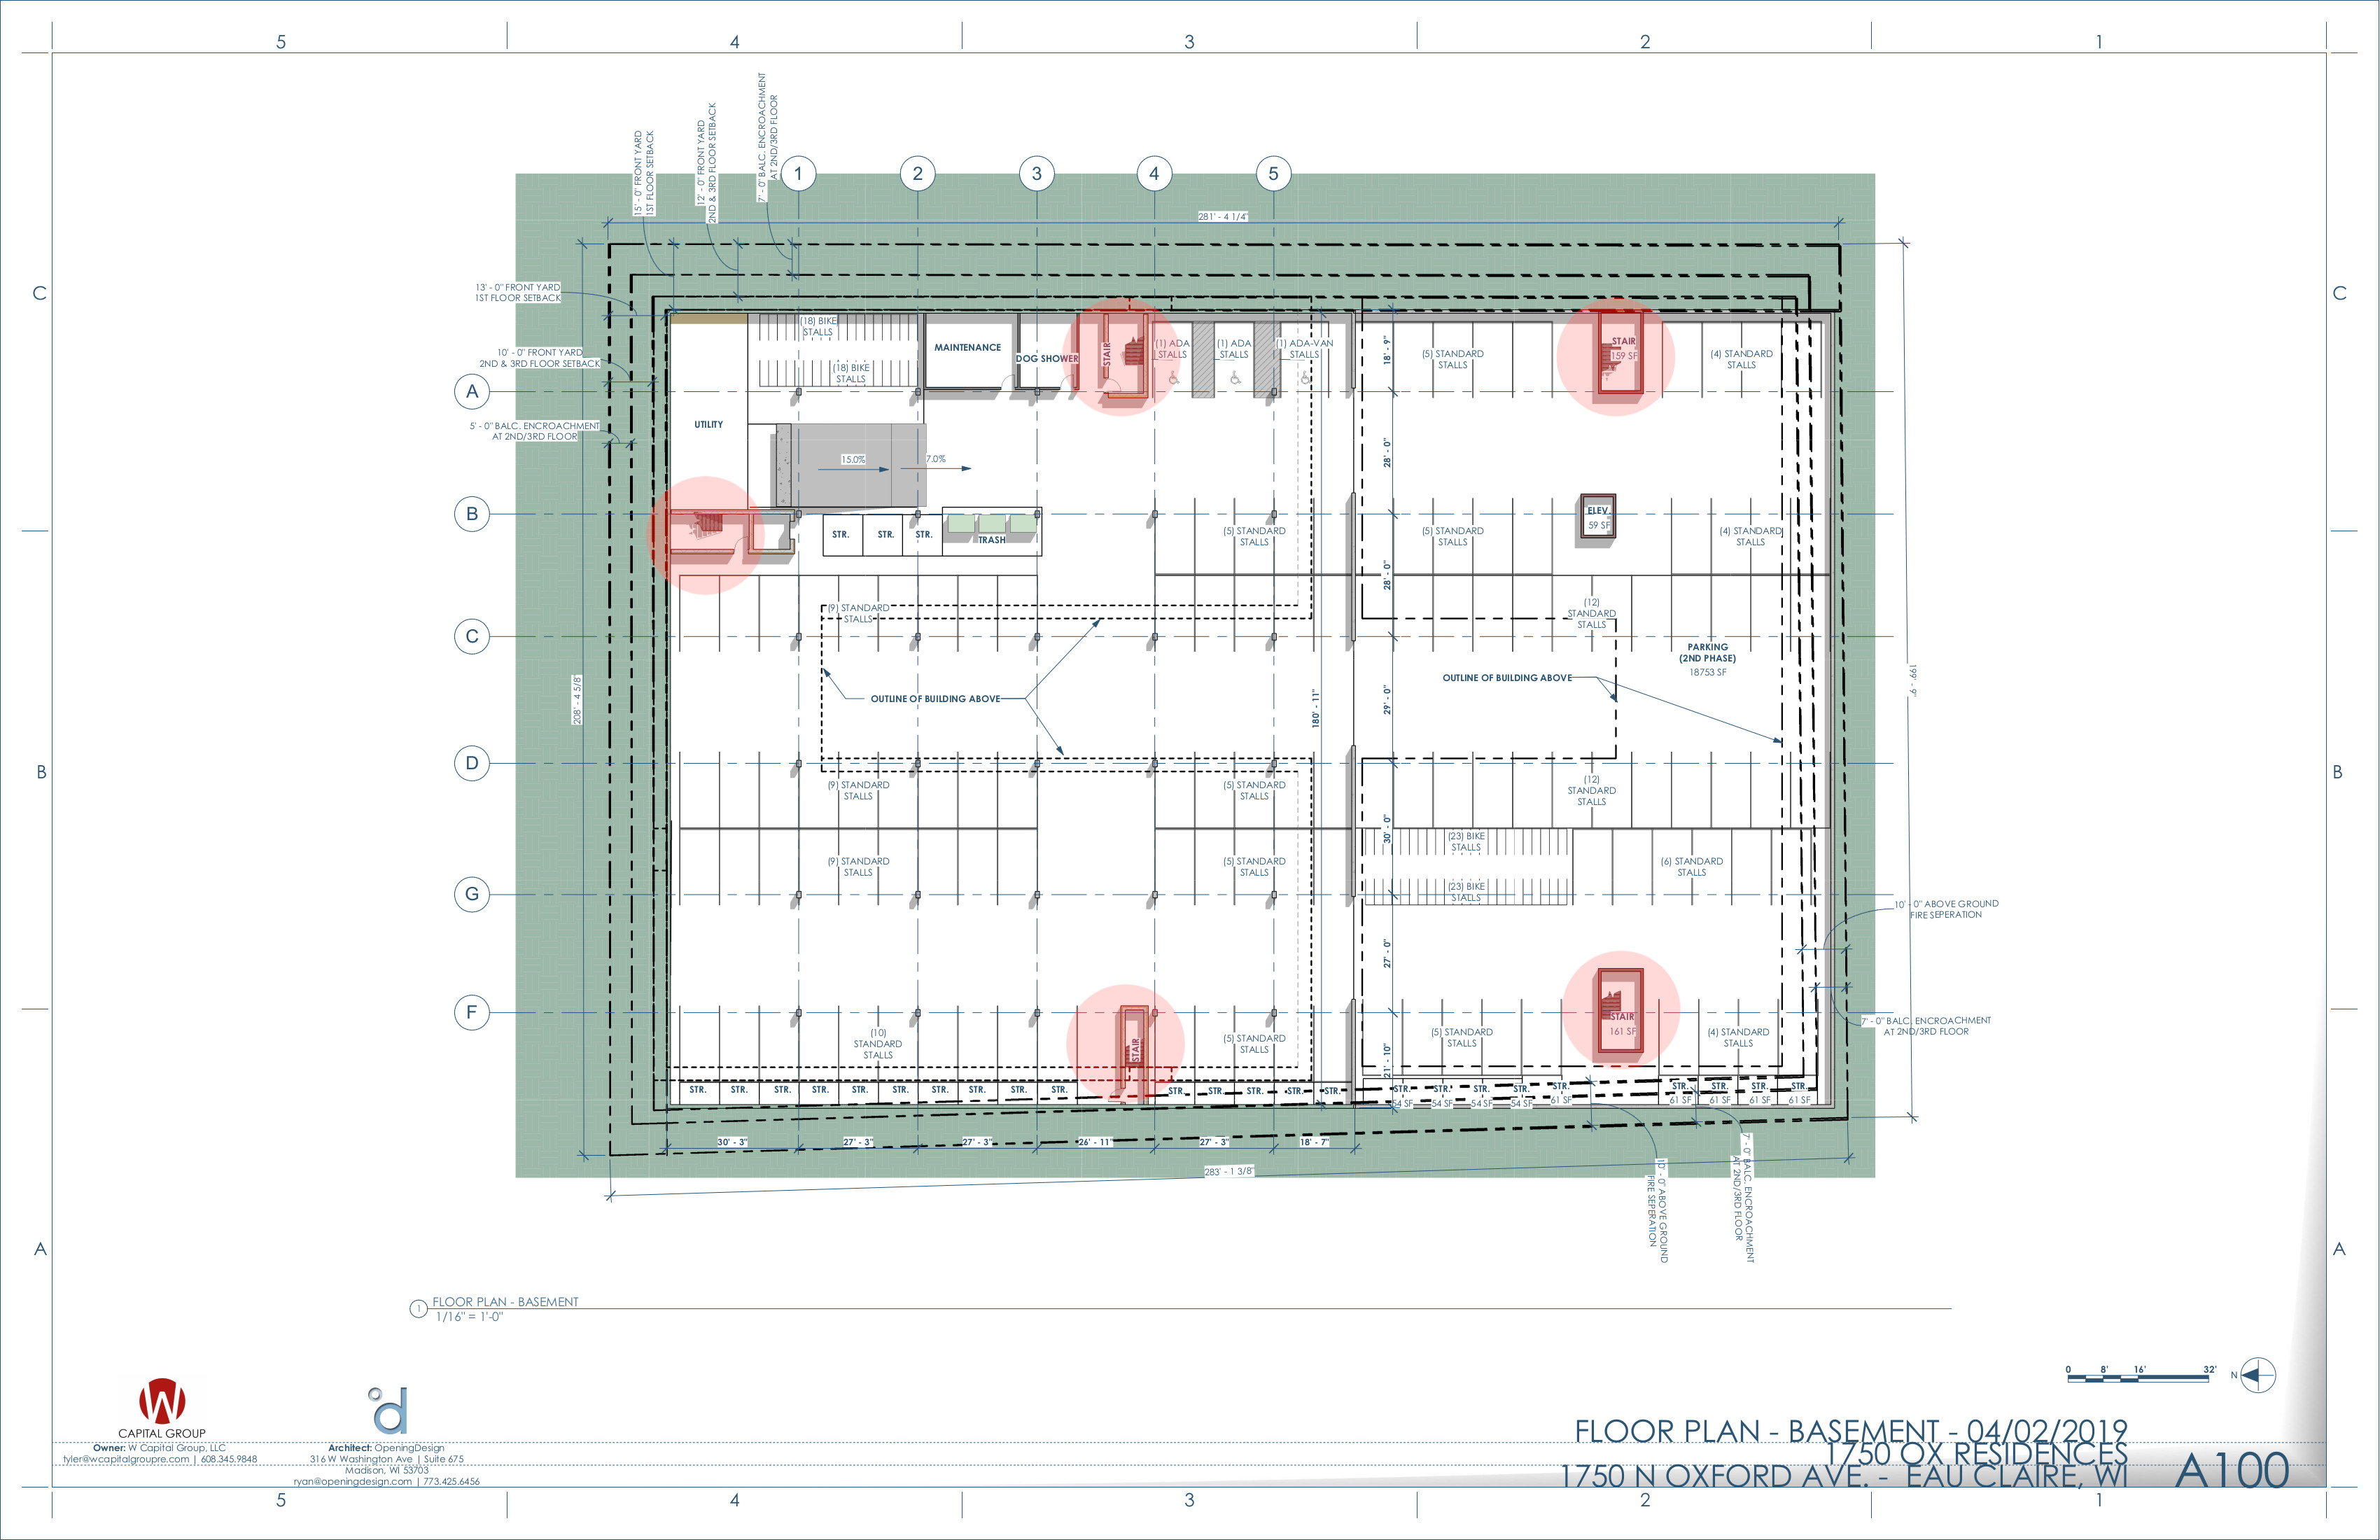 5
4
3
2
1
C
C
B
B
A
A
15' - 0" FRONT YARD
1ST FLOOR SETBACK
12' - 0" FRONT YARD
2ND & 3RD FLOOR SETBACK
7' - 0" BALC. ENCROACHMENT
AT 2ND/3RD FLOOR
1
2
3
4
5
281' - 4 1/4"
13' - 0" FRONT YARD
1ST FLOOR SETBACK
10' - 0" FRONT YARD
2ND & 3RD FLOOR SETBACK
5' - 0" BALC. ENCROACHMENT
AT 2ND/3RD FLOOR
A
B
C
D
G
F
208' - 4 5/8"
199' - 9"
(18) BIKE
STALLS
(18) BIKE
STALLS
MAINTENANCE
DOG SHOWER
STAIR
(1) ADA
STALLS
(1) ADA
STALLS
(1) ADA-VAN
STALLS
18' - 9"
(5) STANDARD
STALLS
STAIR
159 SF
(4) STANDARD
STALLS
UTILITY
15.0%
7.0%
28' - 0"
STR.
STR.
STR.
TRASH
(5) STANDARD
STALLS
(5) STANDARD
STALLS
ELEV
59 SF
(4) STANDARD
STALLS
28' - 0"
(9) STANDARD
STALLS
(12)
STANDARD
STALLS
PARKING
(2ND PHASE)
18753 SF
OUTLINE OF BUILDING ABOVE
OUTLINE OF BUILDING ABOVE
180' - 11"
29' - 0"
(9) STANDARD
STALLS
(5) STANDARD
STALLS
(12)
STANDARD
STALLS
30' - 0"
(23) BIKE
STALLS
(9) STANDARD
STALLS
(5) STANDARD
STALLS
(6) STANDARD
STALLS
(23) BIKE
STALLS
27' - 0"
10' - 0" ABOVE GROUND
FIRE SEPERATION
(10)
STANDARD
STALLS
STAIR
(5) STANDARD
STALLS
(5) STANDARD
STALLS
STAIR
161 SF
(4) STANDARD
STALLS
7' - 0" BALC. ENCROACHMENT
AT 2ND/3RD FLOOR
21' - 10"
STR. STR. STR. STR. STR. STR. STR. STR. STR. STR. STR. STR. STR. STR. STR. STR. STR. STR. STR. STR. STR. STR. STR. STR.
54 SF 54 SF 54 SF 54 SF 61 SF 61 SF 61 SF 61 SF 61 SF
30' - 3"
27' - 3"
27' - 3"
26' - 11"
27' - 3"
18' - 7"
283' - 1 3/8"
10' - 0" ABOVE GROUND
FIRE SEPERATION
7' - 0" BALC. ENCROACHMENT
AT 2ND/3RD FLOOR
1
FLOOR PLAN - BASEMENT
1/16" = 1'-0"
0 8' 16' 32'
N
W
CAPITAL GROUP
Owner: W Capital Group, LLC
tyler@wcapitalgroupre.com | 608.345.9848
Architect: OpeningDesign
316 W Washington Ave | Suite 675
Madison, WI 53703
ryan@openingdesign.com | 773.425.6456
FLOOR PLAN - BASEMENT - 04/02/2019
1750 OX RESIDENCES
1750 N OXFORD AVE. - EAU CLAIRE, WI
A100
5
4
3
2
1